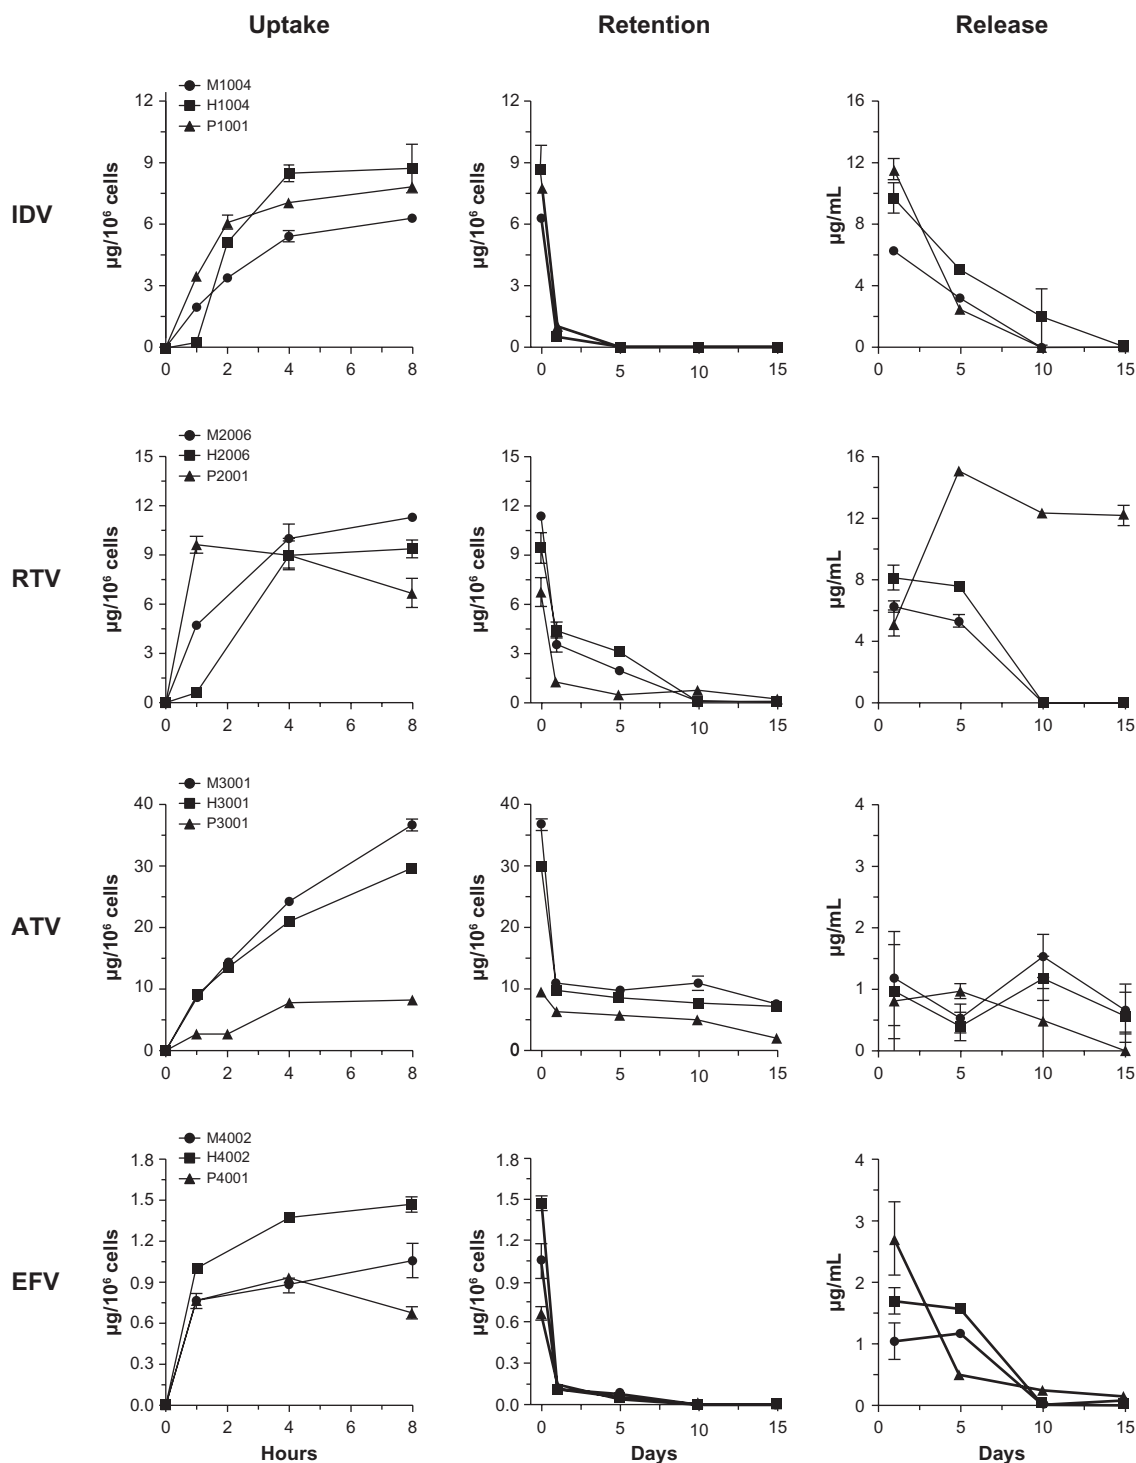 Uptake Retention Release
IDV
M1004
H1004
P1001
µg/10⁶ cells
12
9
6
3
0
0 2 4 6 8
µg/10⁶ cells
12
9
6
3
0
0 5 10 15
µg/mL
16
12
8
4
0
0 5 10 15
RTV
M2006
H2006
P2001
µg/10⁶ cells
15
12
9
6
3
0
0 2 4 6 8
µg/10⁶ cells
15
12
9
6
3
0
0 5 10 15
µg/mL
16
12
8
4
0
0 5 10 15
ATV
M3001
H3001
P3001
µg/10⁶ cells
40
30
20
10
0
0 2 4 6 8
µg/10⁶ cells
40
30
20
10
0
0 5 10 15
µg/mL
4
3
2
1
0
0 5 10 15
EFV
M4002
H4002
P4001
µg/10⁶ cells
1.8
1.5
1.2
0.9
0.6
0.3
0.0
0 2 4 6 8
Hours
µg/10⁶ cells
1.8
1.5
1.2
0.9
0.6
0.3
0.0
0 5 10 15
Days
µg/mL
4
3
2
1
0
0 5 10 15
Days